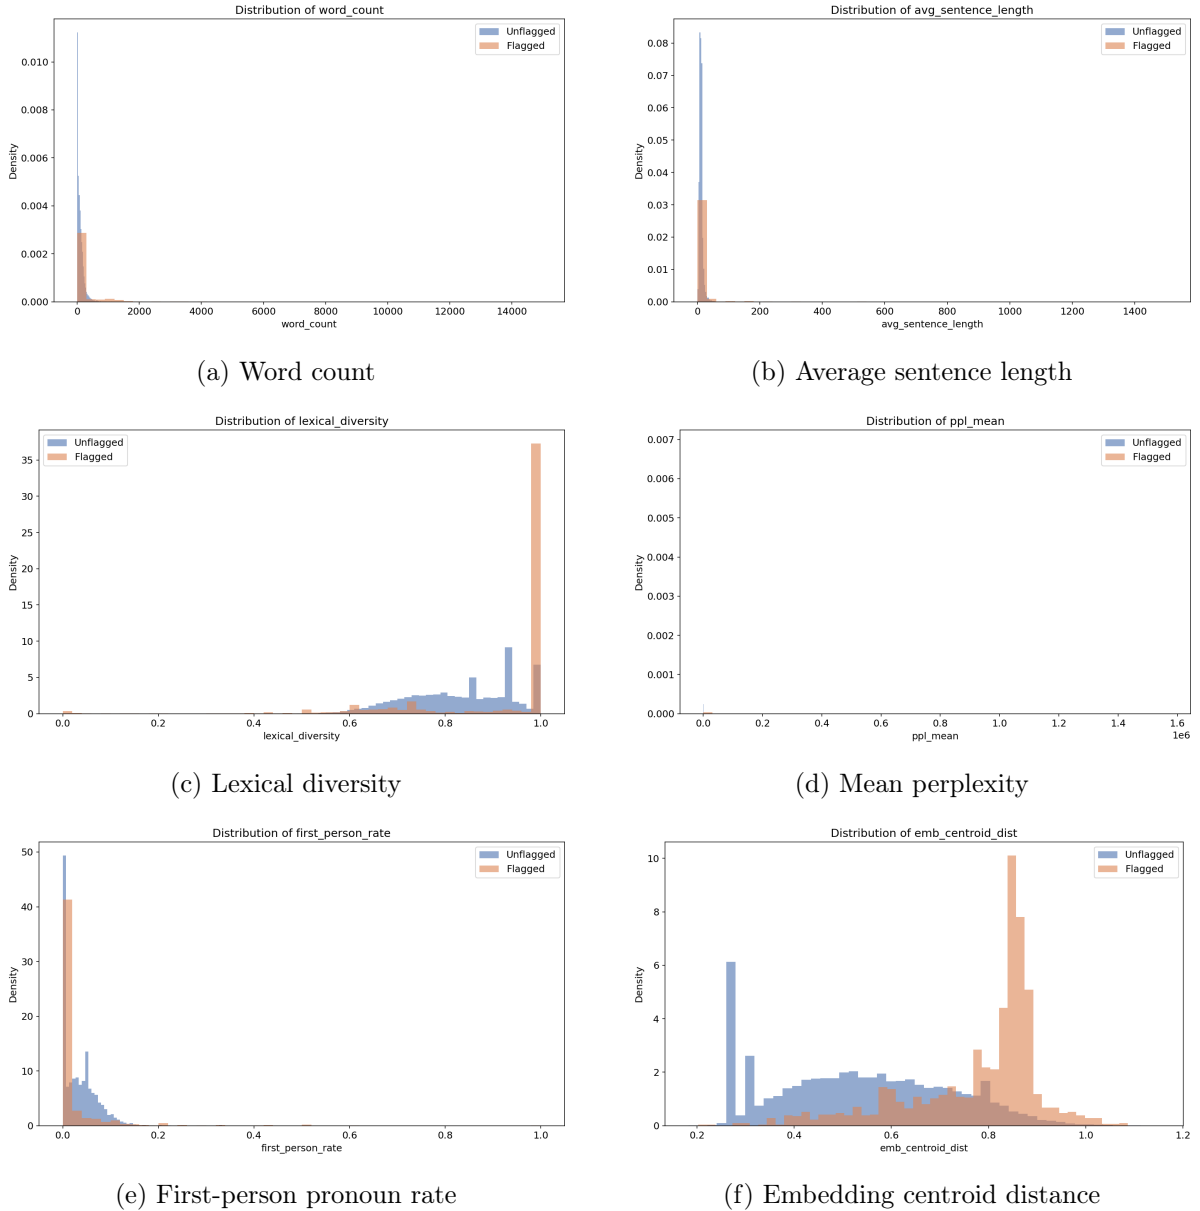 Distribution of word_count
Unflagged
Flagged
0.010
0.008
0.006
0.004
0.002
0.000
Density
0 2000 4000 6000 8000 10000 12000 14000
word_count
(a) Word count
Distribution of avg_sentence_length
Unflagged
Flagged
0.08
0.07
0.06
0.05
0.04
0.03
0.02
0.01
0.00
Density
0 200 400 600 800 1000 1200 1400
avg_sentence_length
(b) Average sentence length
Distribution of lexical_diversity
Unflagged
Flagged
35
30
25
20
15
10
5
0
Density
0.0 0.2 0.4 0.6 0.8 1.0
lexical_diversity
(c) Lexical diversity
Distribution of ppl_mean
Unflagged
Flagged
0.007
0.006
0.005
0.004
0.003
0.002
0.001
0.000
Density
0.0 0.2 0.4 0.6 0.8 1.0 1.2 1.4 1.6
1e6
ppl_mean
(d) Mean perplexity
Distribution of first_person_rate
Unflagged
Flagged
50
40
30
20
10
0
Density
0.0 0.2 0.4 0.6 0.8 1.0
first_person_rate
(e) First-person pronoun rate
Distribution of emb_centroid_dist
Unflagged
Flagged
10
8
6
4
2
0
Density
0.2 0.4 0.6 0.8 1.0 1.2
emb_centroid_dist
(f) Embedding centroid distance